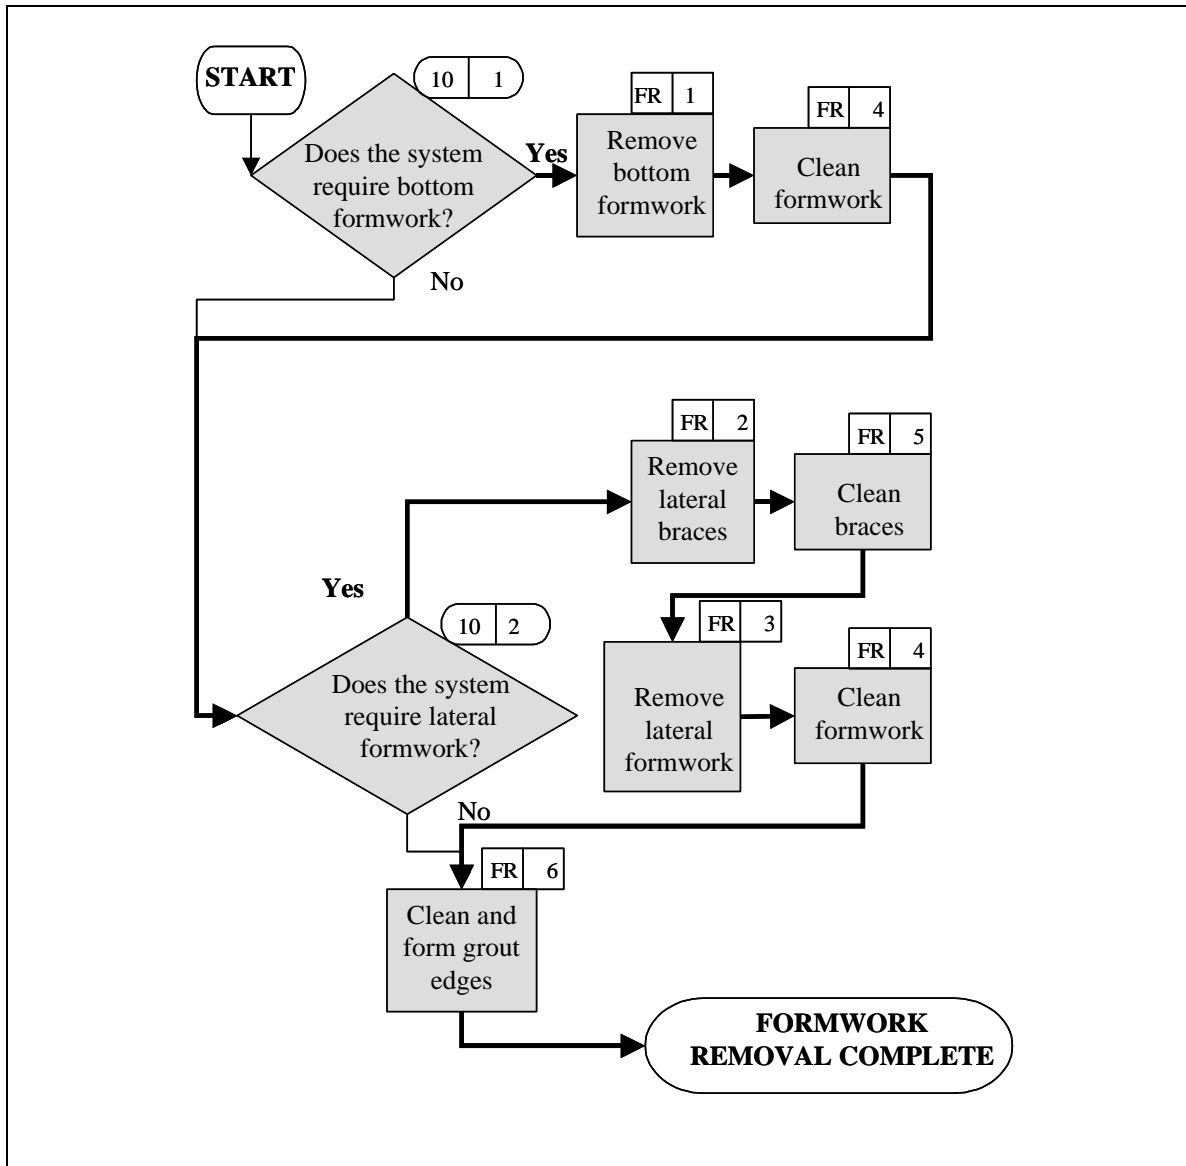 START
10 1
Does the system
require bottom
formwork?
Yes
No
FR 1
Remove
bottom
formwork
FR 4
Clean
formwork
FR 2
Remove
lateral
braces
FR 5
Clean
braces
Yes
10 2
Does the system
require lateral
formwork?
No
FR 3
Remove
lateral
formwork
FR 4
Clean
formwork
FR 6
Clean and
form grout
edges
FORMWORK
REMOVAL COMPLETE